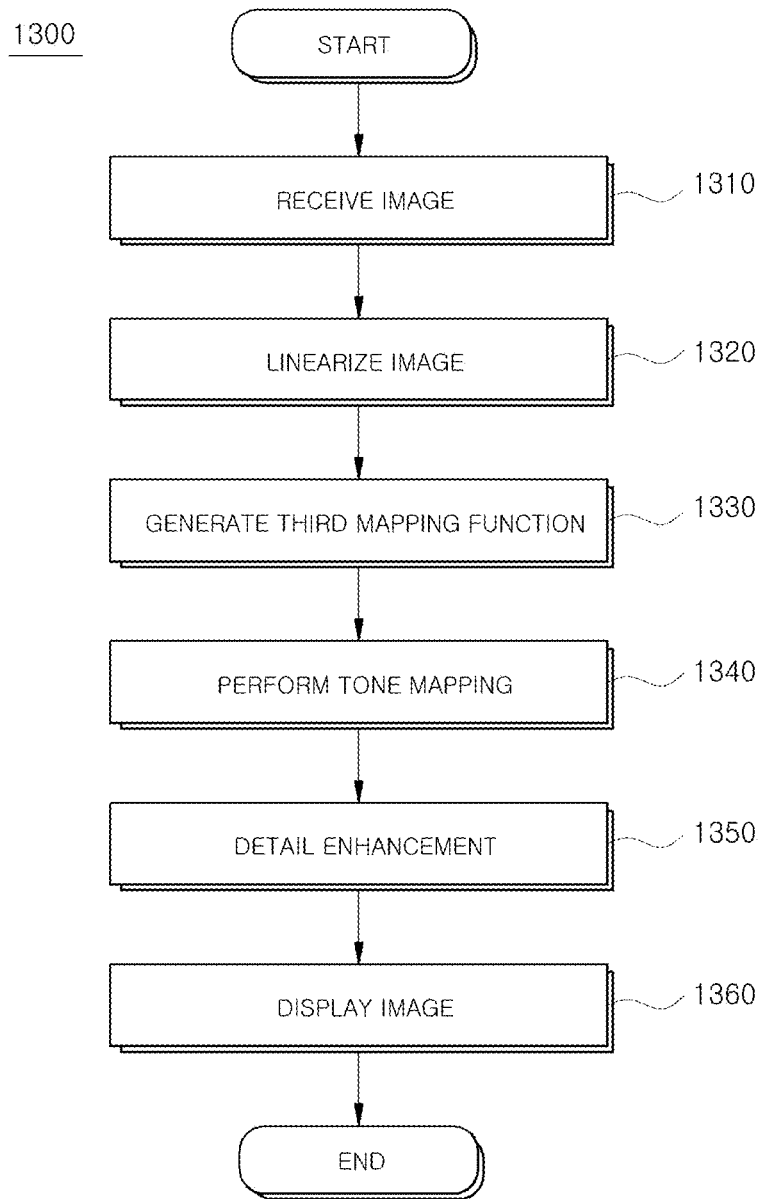 1300
START
RECEIVE IMAGE
1310
LINEARIZE IMAGE
1320
GENERATE THIRD MAPPING FUNCTION
1330
PERFORM TONE MAPPING
1340
DETAIL ENHANCEMENT
1350
DISPLAY IMAGE
1360
END